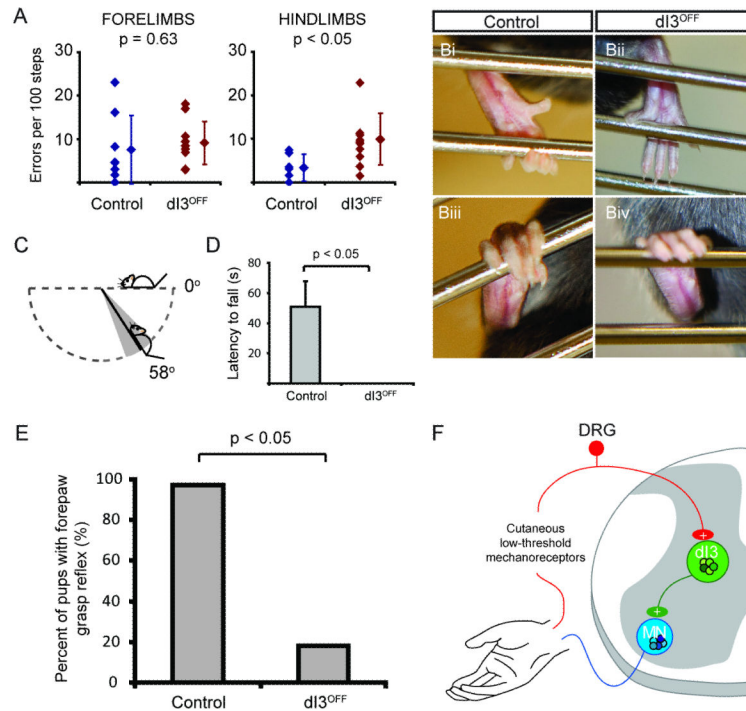 A
FORELIMBS
p = 0.63
HINDLIMBS
p < 0.05
Errors per 100 steps
30
20
10
Control
dI3OFF
30
20
10
Control
dI3OFF
Control
dI3OFF
Bi
Bii
Biii
Biv
C
0º
58º
D
p < 0.05
Latency to fall (s)
80
60
40
20
Control
dI3OFF
E
p < 0.05
Percent of pups with forepaw
grasp reflex (%)
100
80
60
40
20
0
Control
dI3OFF
F
DRG
Cutaneous
low-threshold
mechanoreceptors
+
dI3
+
MN